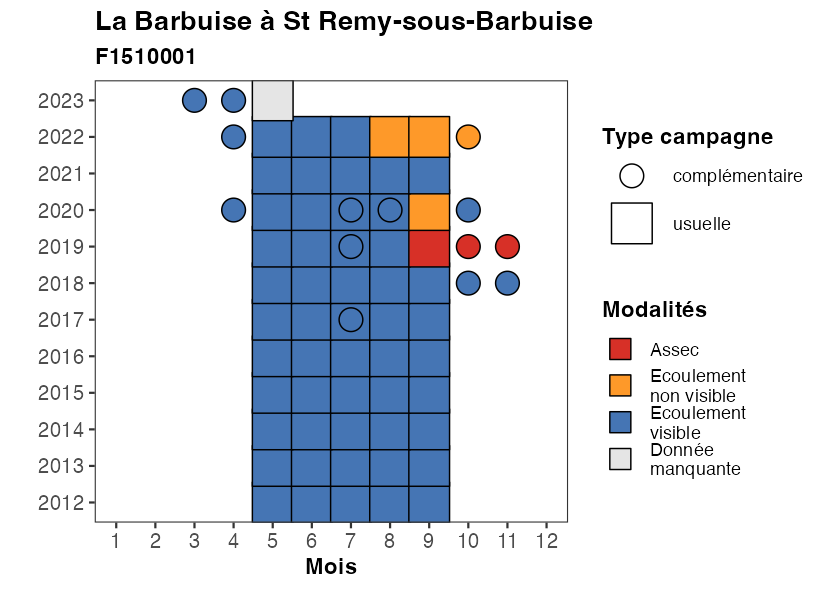 La Barbuise à St Remy-sous-Barbuise
F1510001
2023
2022
2021
2020
2019
2018
2017
2016
2015
2014
2013
2012
1 2 3 4 5 6 7 8 9 10 11 12
Mois
Type campagne
complémentaire
usuelle
Modalités
Assec
Ecoulement
non visible
Ecoulement
visible
Donnée
manquante